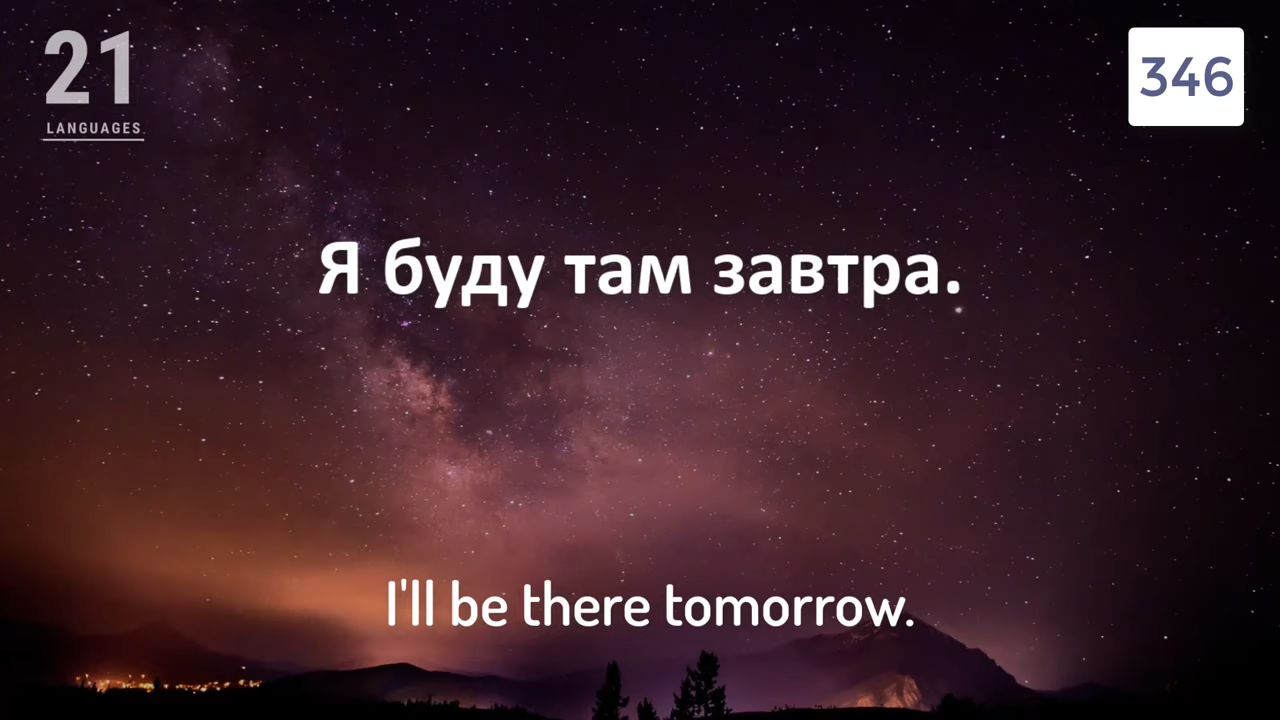 21
LANGUAGES
346
Я буду там завтра.
I'll be there tomorrow.